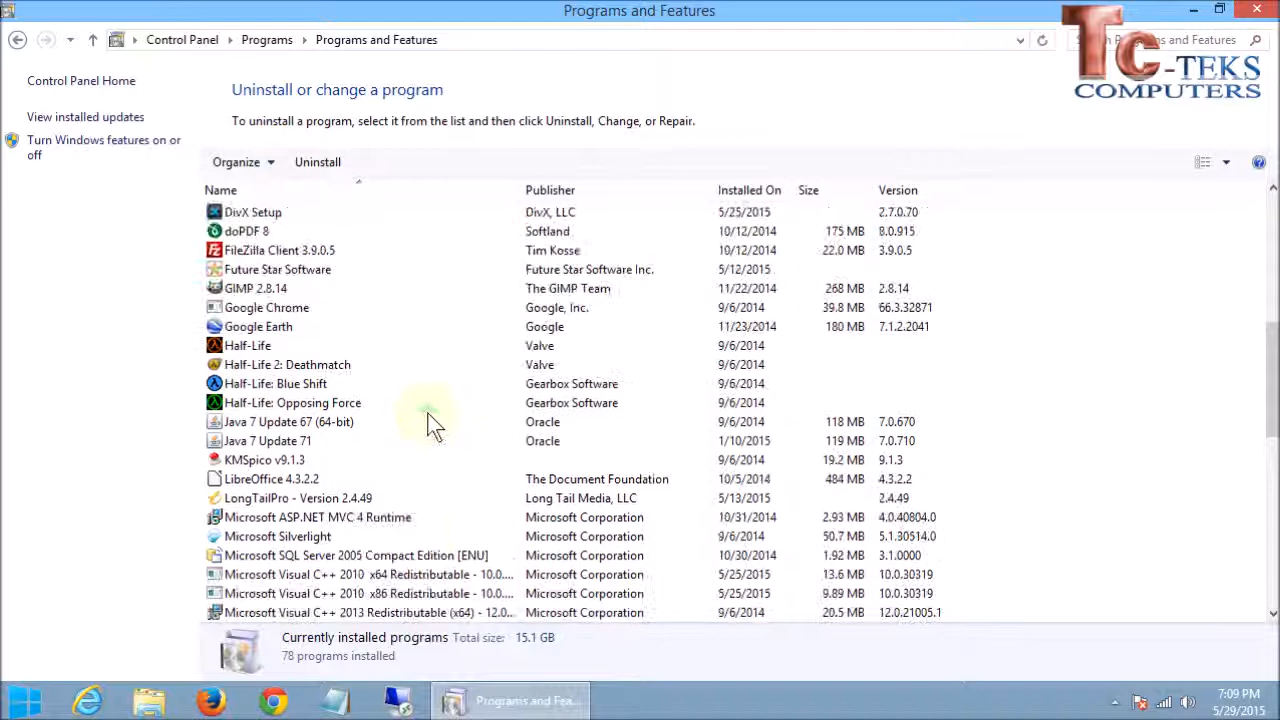 Programs and Features
Control Panel Programs Programs and Features
Programs and Features
Tc-TEKS
COMPUTERS
Control Panel Home
View installed updates
Turn Windows features on or
off
Uninstall or change a program
To uninstall a program, select it from the list and then click Uninstall, Change, or Repair.
Organize Uninstall
Name Publisher Installed On Size Version
DivX Setup DivX, LLC 5/25/2015 2.7.0.70
doPDF 8 Softland 10/12/2014 175 MB 8.0.915
FileZilla Client 3.9.0.5 Tim Kosse 10/12/2014 22.0 MB 3.9.0.5
Future Star Software Future Star Software Inc. 5/12/2015
GIMP 2.8.14 The GIMP Team 11/22/2014 268 MB 2.8.14
Google Chrome Google, Inc. 9/6/2014 39.8 MB 66.3.32871
Google Earth Google 11/23/2014 180 MB 7.1.2.2041
Half-Life Valve 9/6/2014
Half-Life 2: Deathmatch Valve 9/6/2014
Half-Life: Blue Shift Gearbox Software 9/6/2014
Half-Life: Opposing Force Gearbox Software 9/6/2014
Java 7 Update 67 (64-bit) Oracle 9/6/2014 118 MB 7.0.670
Java 7 Update 71 Oracle 1/10/2015 119 MB 7.0.710
KMSpico v9.1.3 9/6/2014 19.2 MB 9.1.3
LibreOffice 4.3.2.2 The Document Foundation 10/5/2014 484 MB 4.3.2.2
LongTailPro - Version 2.4.49 Long Tail Media, LLC 5/13/2015 2.4.49
Microsoft ASP.NET MVC 4 Runtime Microsoft Corporation 10/31/2014 2.93 MB 4.0.40804.0
Microsoft Silverlight Microsoft Corporation 9/6/2014 50.7 MB 5.1.30514.0
Microsoft SQL Server 2005 Compact Edition [ENU] Microsoft Corporation 10/30/2014 1.92 MB 3.1.0000
Microsoft Visual C++ 2010 x64 Redistributable - 10.0.... Microsoft Corporation 5/25/2015 13.6 MB 10.0.30319
Microsoft Visual C++ 2010 x86 Redistributable - 10.0.... Microsoft Corporation 5/25/2015 9.89 MB 10.0.30319
Microsoft Visual C++ 2013 Redistributable (x64) - 12.0... Microsoft Corporation 9/6/2014 20.5 MB 12.0.21005.1
Currently installed programs Total size: 15.1 GB
78 programs installed
Programs and Fea...
7:09 PM
5/29/2015